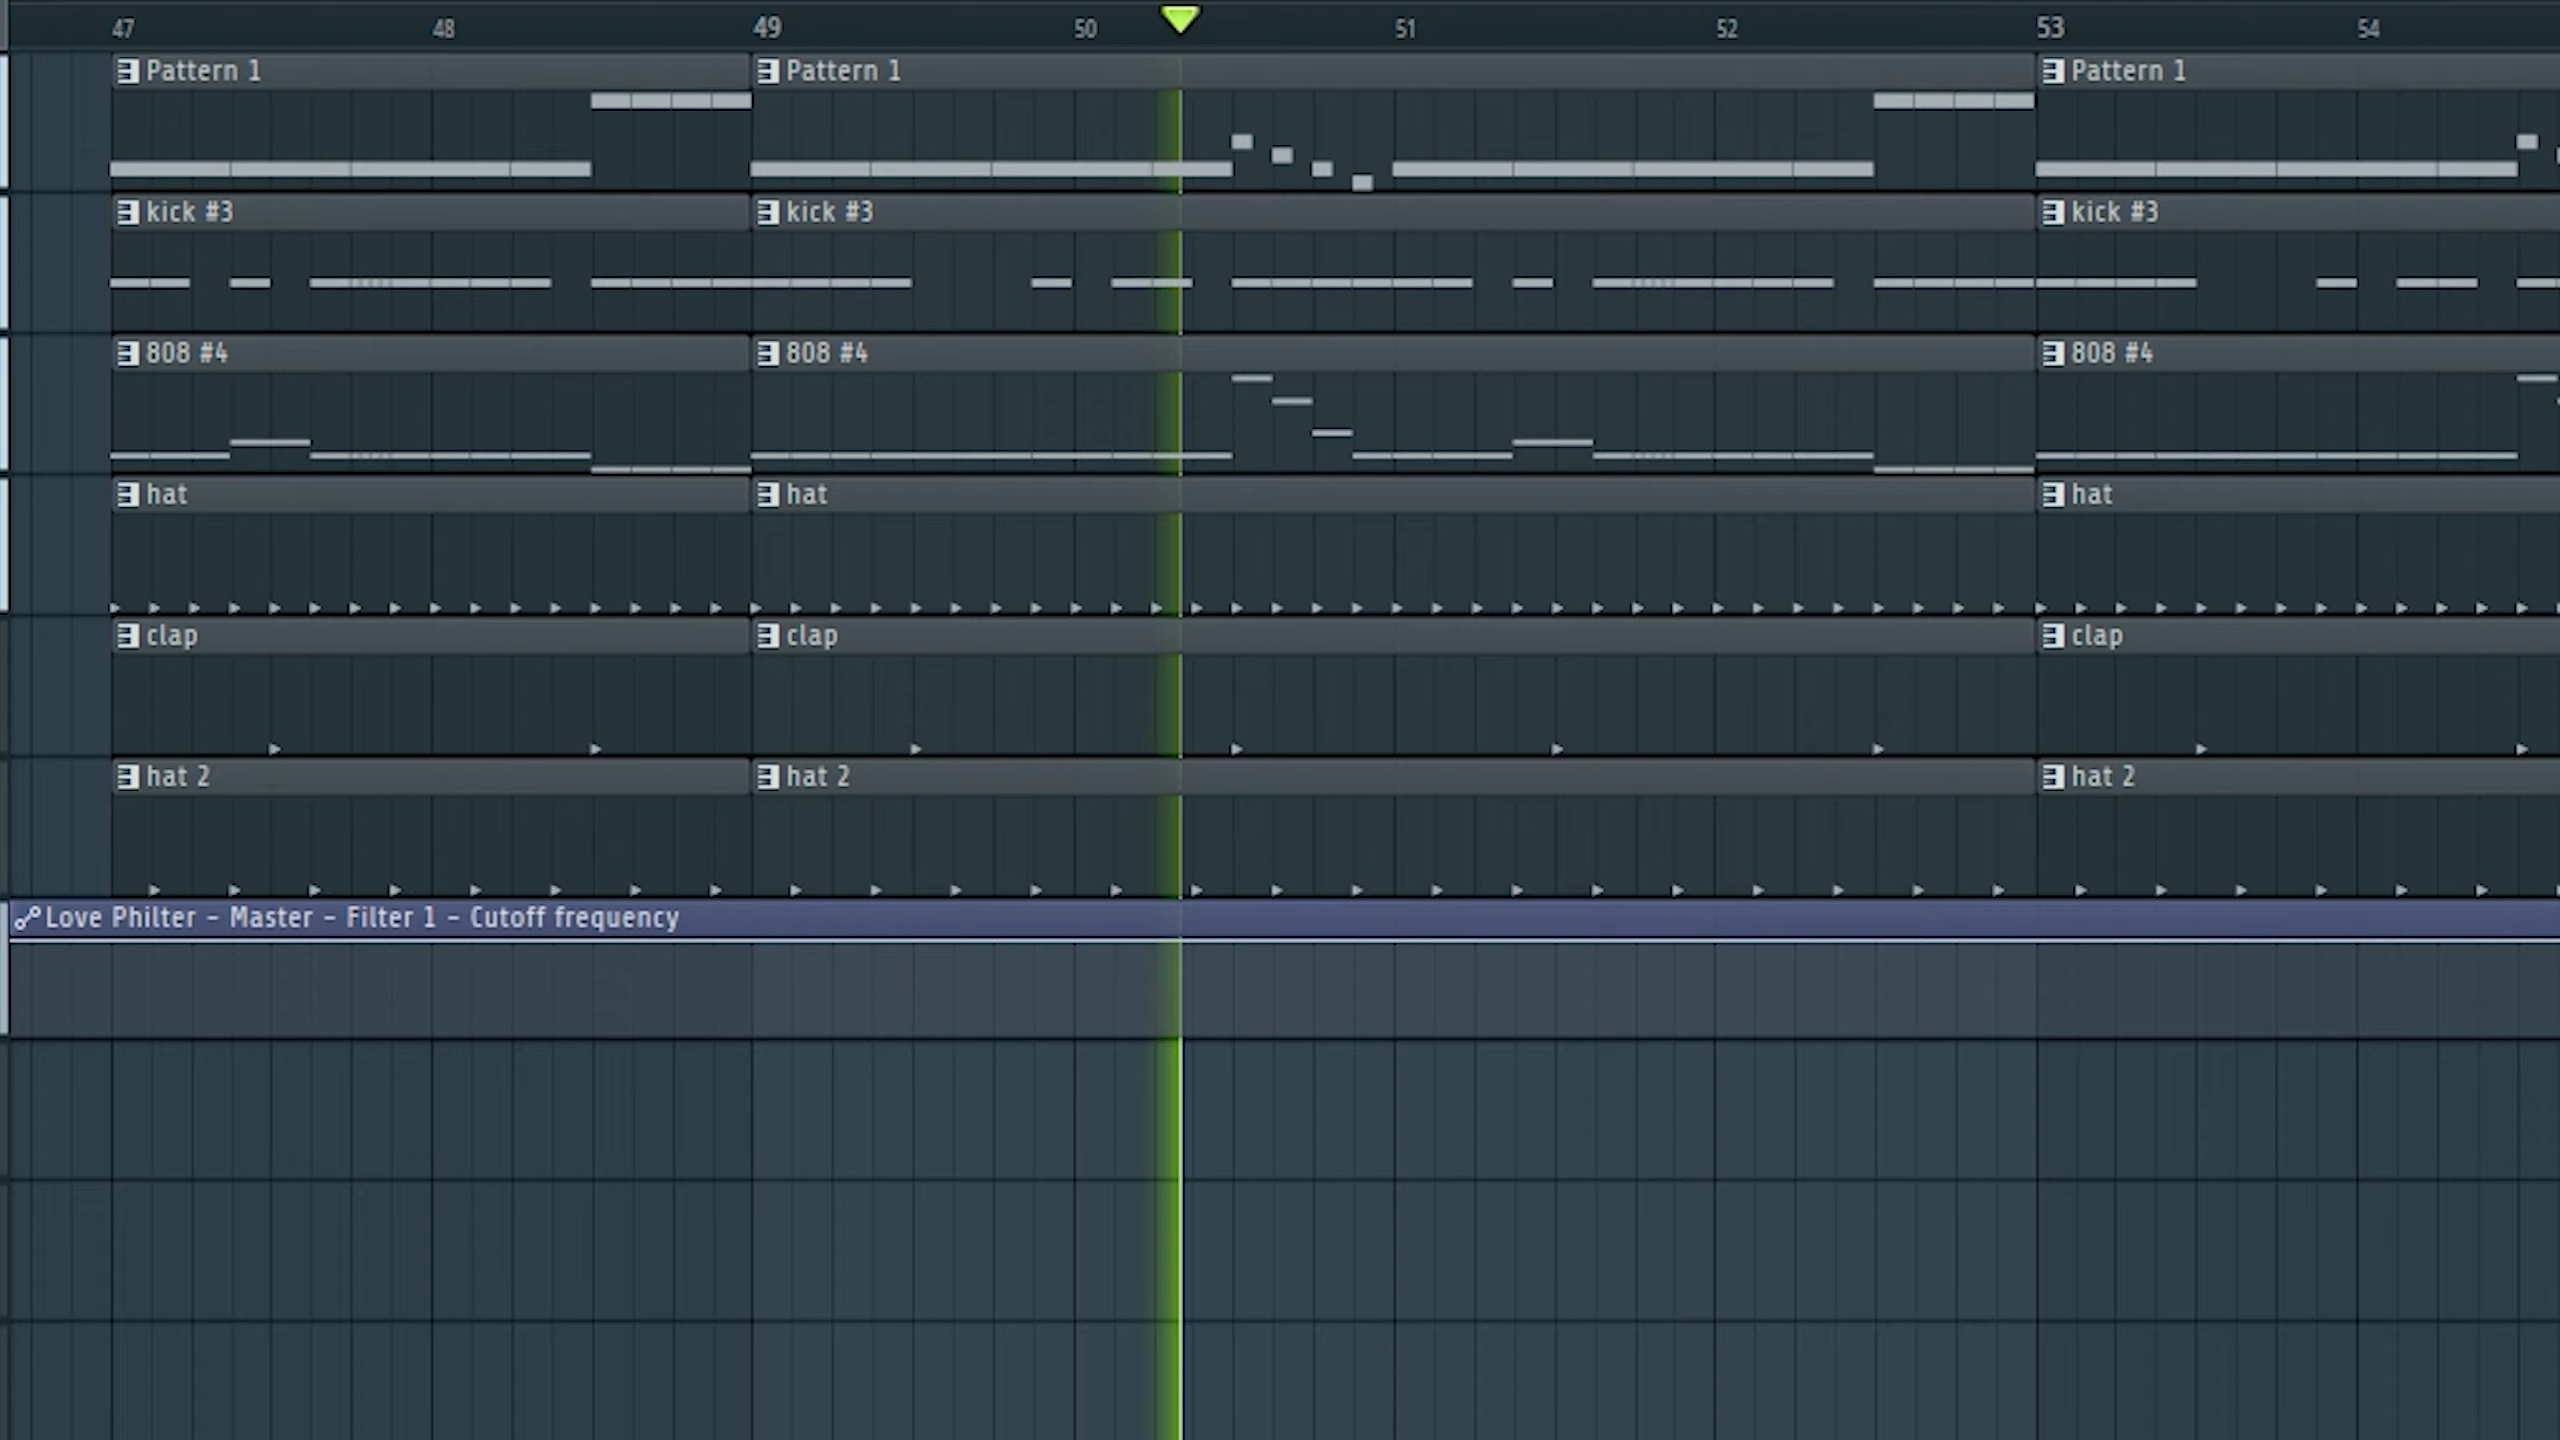 47 48 49 50 51 52 53 54
Pattern 1 Pattern 1 Pattern 1
kick #3 kick #3 kick #3
808 #4 808 #4 808 #4
hat hat hat
clap clap clap
hat 2 hat 2 hat 2
Love Philter - Master - Filter 1 - Cutoff frequency